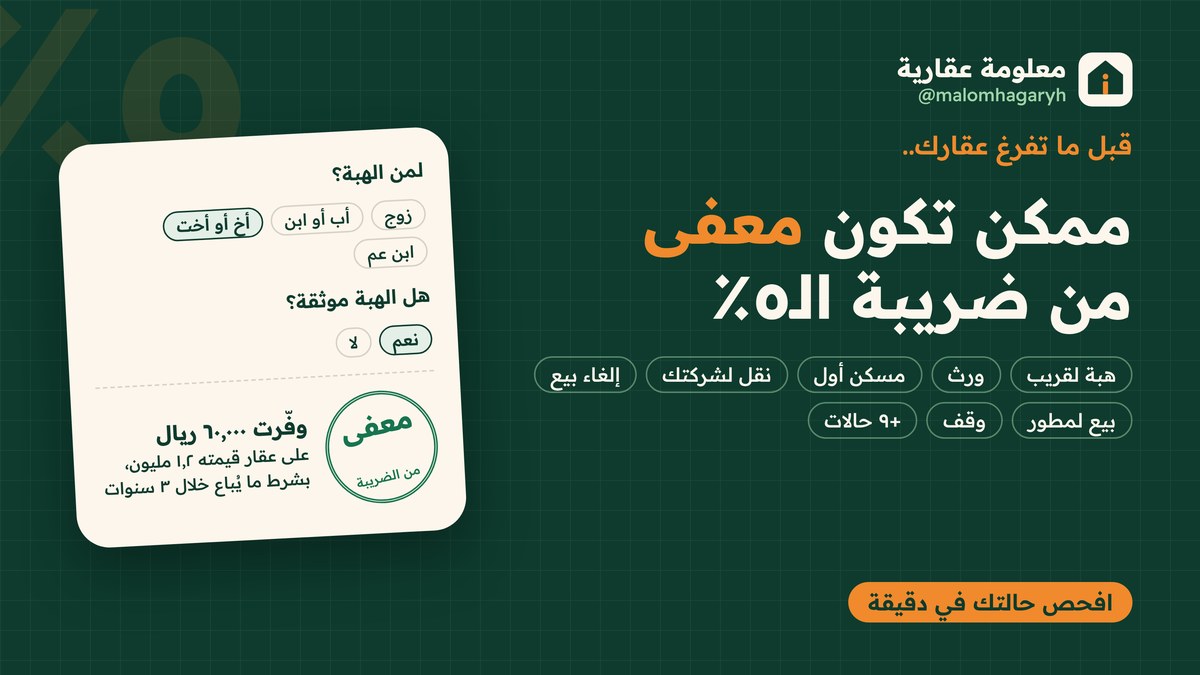 معلومة عقارية
@malomhagaryh
قبل ما تفرغ عقارك..
ممكن تكون معفى
من ضريبة الـ٥٪
هبة لقريب
ورث
مسكن أول
نقل لشركتك
إلغاء بيع
بيع لمطور
وقف
+٩ حالات
افحص حالتك في دقيقة
٥٪
لمن الهبة؟
زوج
أب أو ابن
أخ أو أخت
ابن عم
هل الهبة موثقة؟
نعم
لا
معفى
من الضريبة
وفّرت ٦٠,٠٠٠ ريال
على عقار قيمته ١,٢ مليون،
بشرط ما يُباع خلال ٣ سنوات